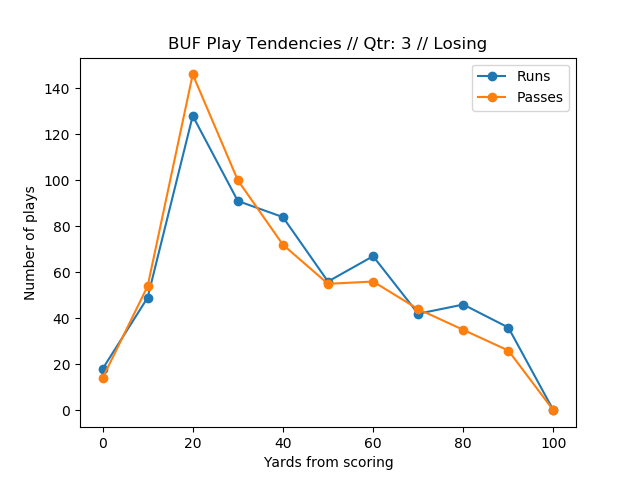 BUF Play Tendencies // Qtr: 3 // Losing
Runs
Passes
Number of plays
140
120
100
80
60
40
20
0
0 20 40 60 80 100
Yards from scoring